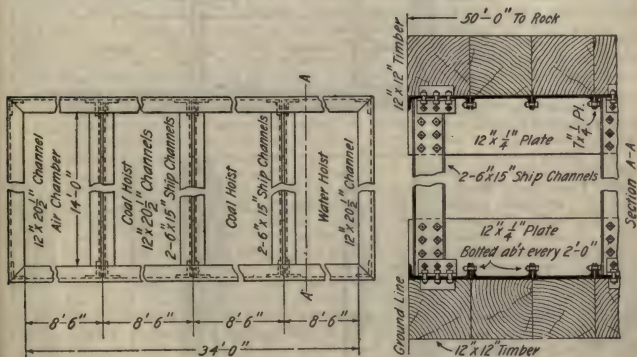 12"x 20½" Channel
Air Chamber
14'-0"
Coal Hoist
12"x 20½" Channels
2-6"x15" Ship Channels
Coal Hoist
2-6"x15" Ship Channels
Water Hoist
12"x 20½" Channel
A
A
8'-6"
8'-6"
8'-6"
8'-6"
34'-0"
50'-0" To Rock
12"x 12" Timber
12"x ¼" Plate
7"x ¼" Pl.
2-6"x15" Ship Channels
12"x ¼" Plate
Bolted ab't every 2'-0"
Ground Line
12"x12" Timber
Section A-A